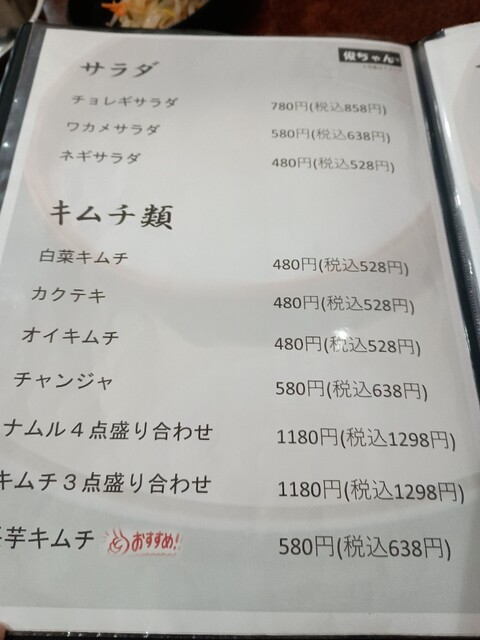 俊ちゃん
サラダ
チョレギサラダ 780円(税込858円)
ワカメサラダ 580円(税込638円)
ネギサラダ 480円(税込528円)
キムチ類
白菜キムチ 480円(税込528円)
カクテキ 480円(税込528円)
オイキムチ 480円(税込528円)
チャンジャ 580円(税込638円)
ナムル４点盛り合わせ 1180円(税込1298円)
キムチ３点盛り合わせ 1180円(税込1298円)
芋キムチ おすすめ! 580円(税込638円)